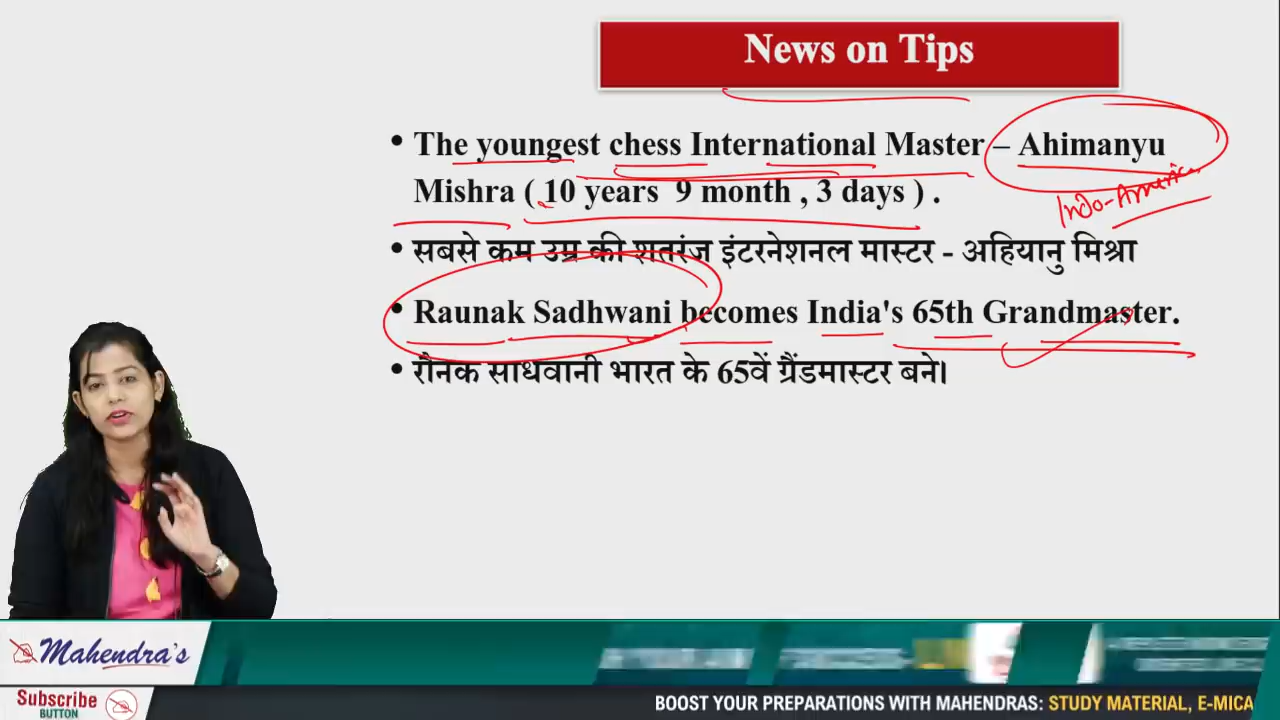 News on Tips
• The youngest chess International Master – Ahimanyu
Mishra ( 10 years 9 month , 3 days ) .
Indo-America
• सबसे कम उम्र की शतरंज इंटरनेशनल मास्टर - अहियानु मिश्रा
• Raunak Sadhwani becomes India's 65th Grandmaster.
• रौनक साधवानी भारत के 65वें ग्रैंडमास्टर बने।
Mahendra's
Subscribe
BUTTON
BOOST YOUR PREPARATIONS WITH MAHENDRAS: STUDY MATERIAL, E-MICA